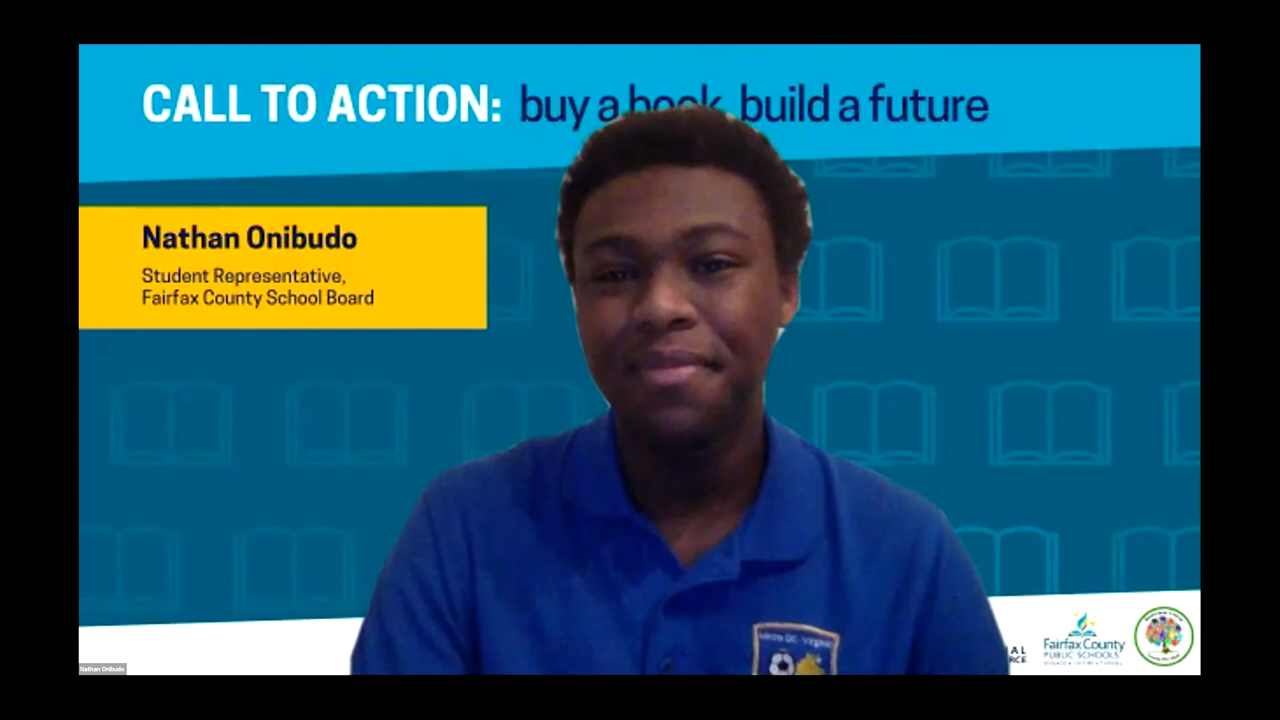 CALL TO ACTION: buy a book, build a future
Nathan Onibudo
Student Representative,
Fairfax County School Board
Fairfax County
PUBLIC SCHOOLS
Nathan Onibudo